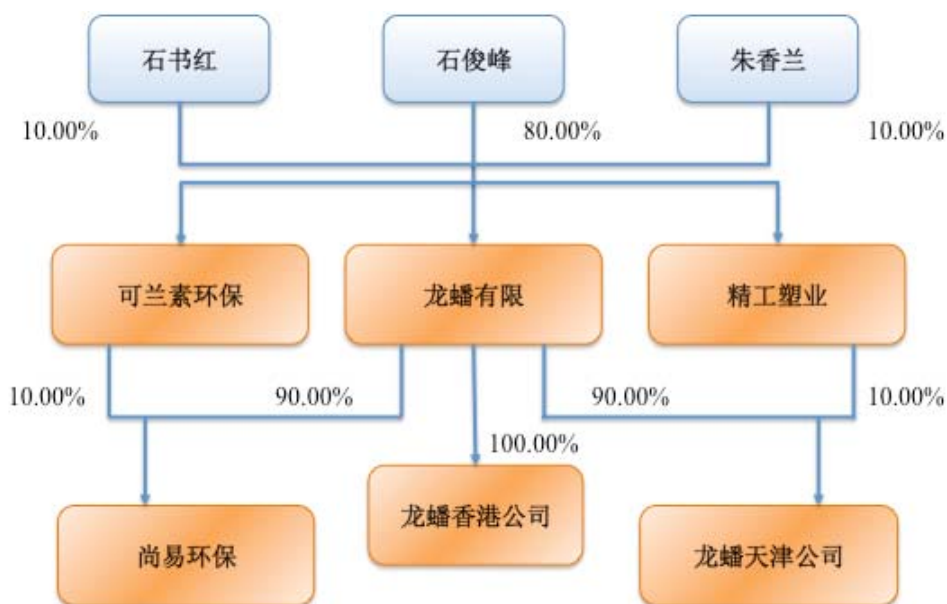 石书红
石俊峰
朱香兰
10.00%
80.00%
10.00%
可兰素环保
龙蟠有限
精工塑业
10.00%
90.00%
90.00%
10.00%
100.00%
龙蟠香港公司
尚易环保
龙蟠天津公司